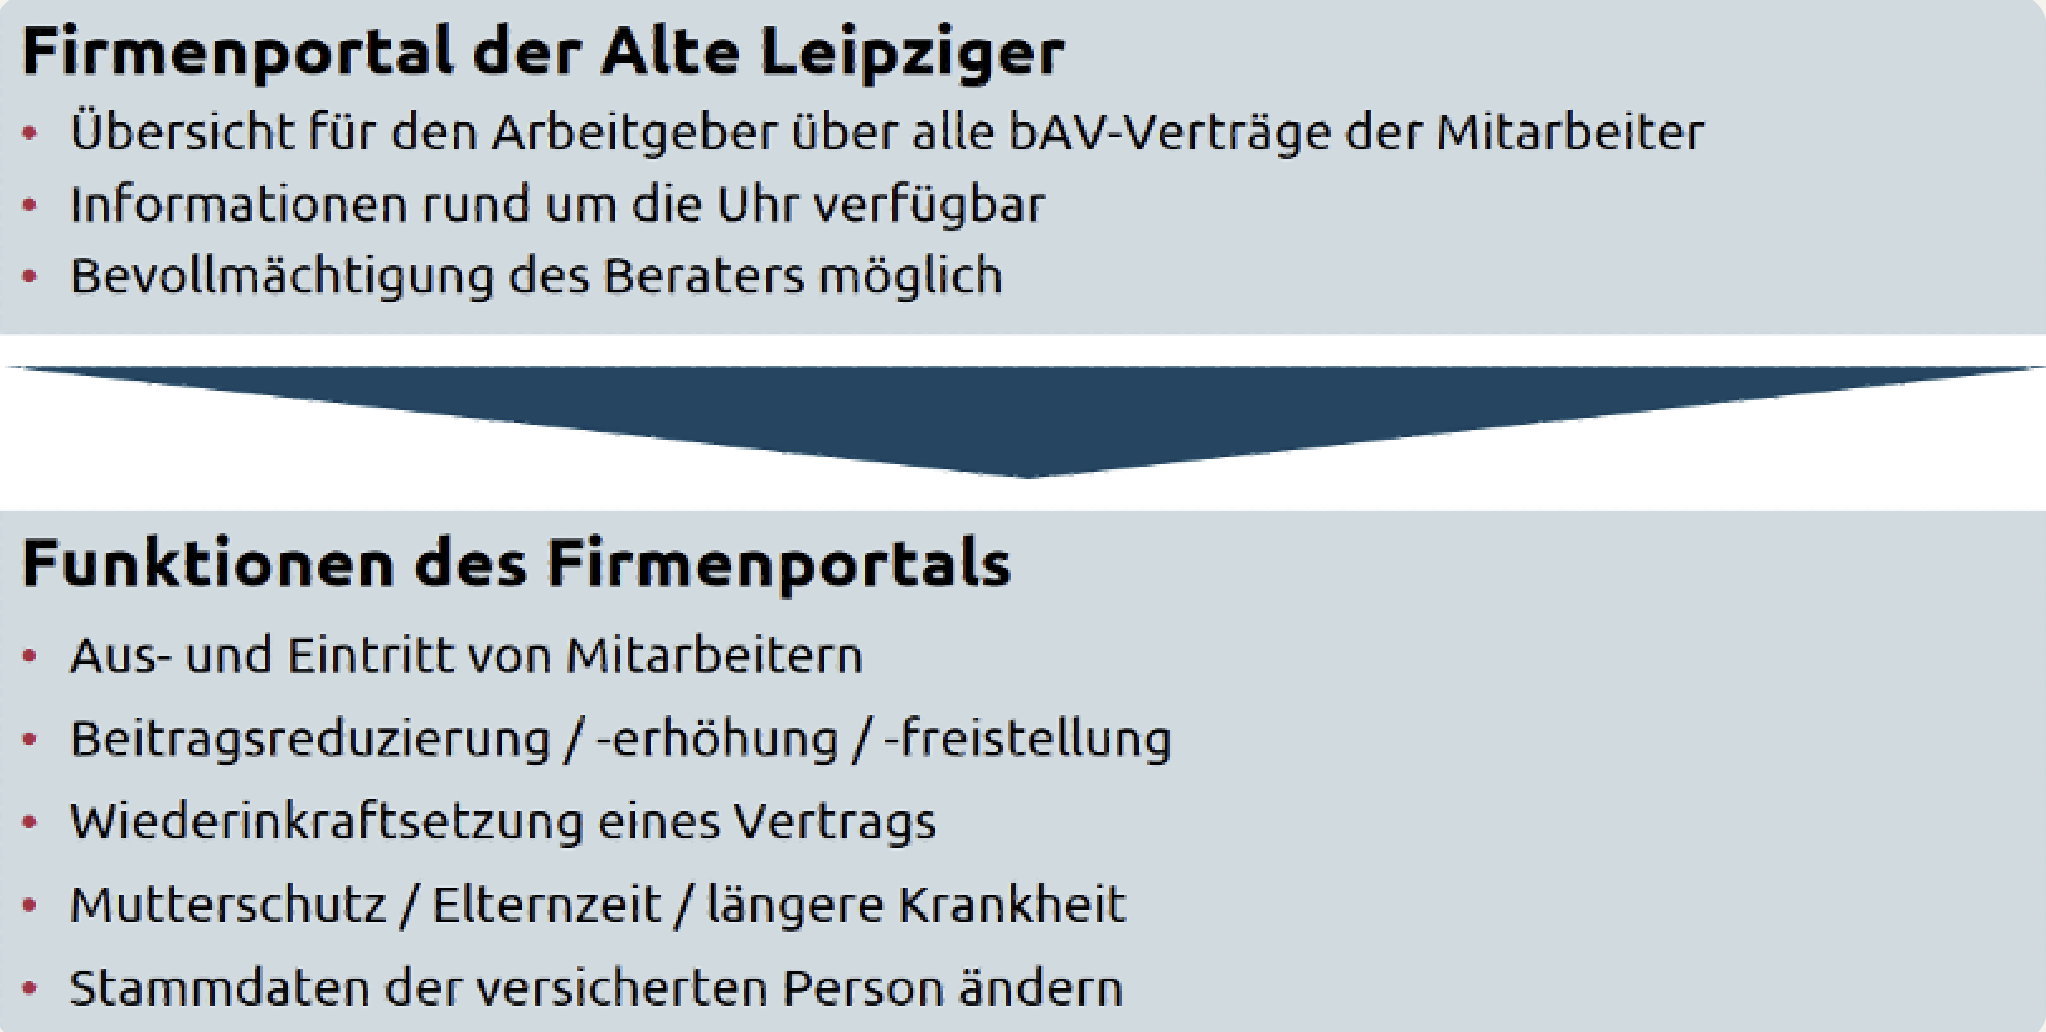 Firmenportal der Alte Leipziger
• Übersicht für den Arbeitgeber über alle bAV-Verträge der Mitarbeiter
• Informationen rund um die Uhr verfügbar
• Bevollmächtigung des Beraters möglich
Funktionen des Firmenportals
• Aus- und Eintritt von Mitarbeitern
• Beitragsreduzierung / -erhöhung / -freistellung
• Wiederinkraftsetzung eines Vertrags
• Mutterschutz / Elternzeit / längere Krankheit
• Stammdaten der versicherten Person ändern